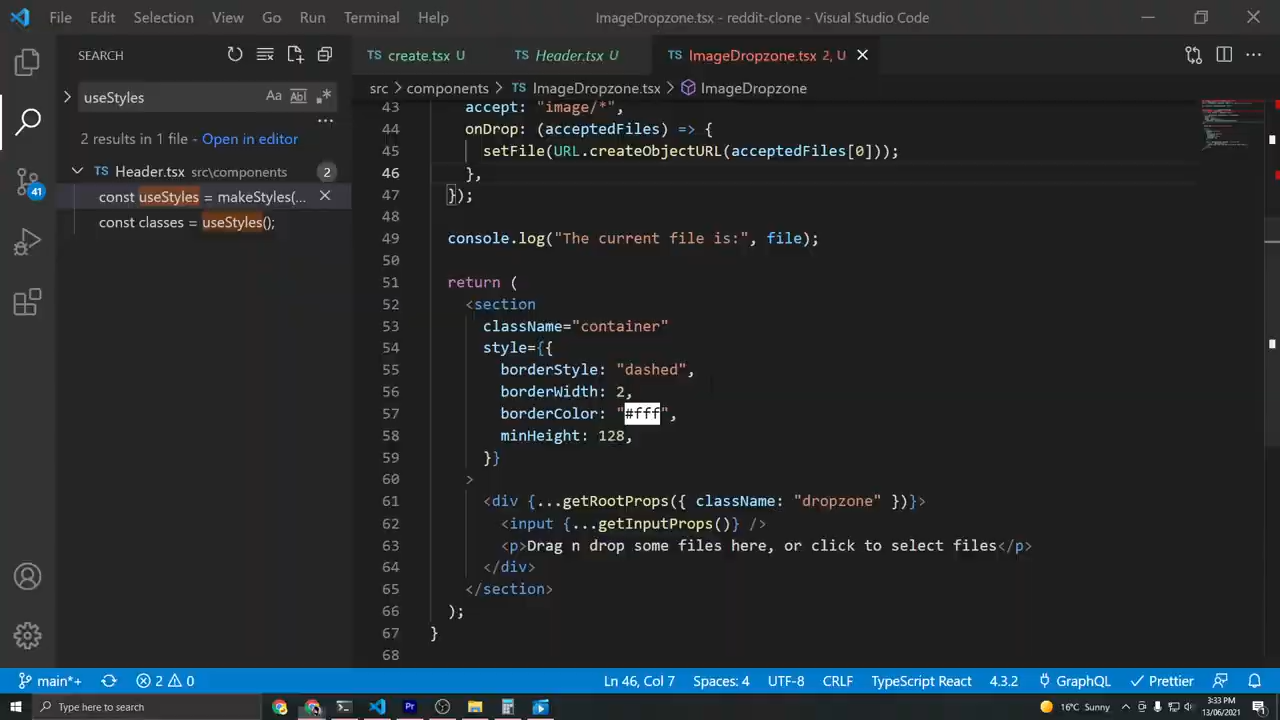 File Edit Selection View Go Run Terminal Help ImageDropzone.tsx - reddit-clone - Visual Studio Code
SEARCH
TS create.tsx U TS Header.tsx U TS ImageDropzone.tsx 2, U
src components TS ImageDropzone.tsx ImageDropzone
useStyles Aa Ab| .*
2 results in 1 file - Open in editor
Header.tsx src\components 2
const useStyles = makeStyles(...
const classes = useStyles();
41
43 accept: "image/*",
44 onDrop: (acceptedFiles) => {
45 setFile(URL.createObjectURL(acceptedFiles[0]));
46 },
47 });
48
49 console.log("The current file is:", file);
50
51 return (
52 <section
53 className="container"
54 style={{
55 borderStyle: "dashed",
56 borderWidth: 2,
57 borderColor: "#fff",
58 minHeight: 128,
59 }}
60 >
61 <div {...getRootProps({ className: "dropzone" })}>
62 <input {...getInputProps()} />
63 <p>Drag n drop some files here, or click to select files</p>
64 </div>
65 </section>
66 );
67 }
68
main*+ 2 0 Ln 46, Col 7 Spaces: 4 UTF-8 CRLF TypeScript React 4.3.2 GraphQL Prettier
Type here to search Pr 16°C Sunny 3:33 PM
13/06/2021